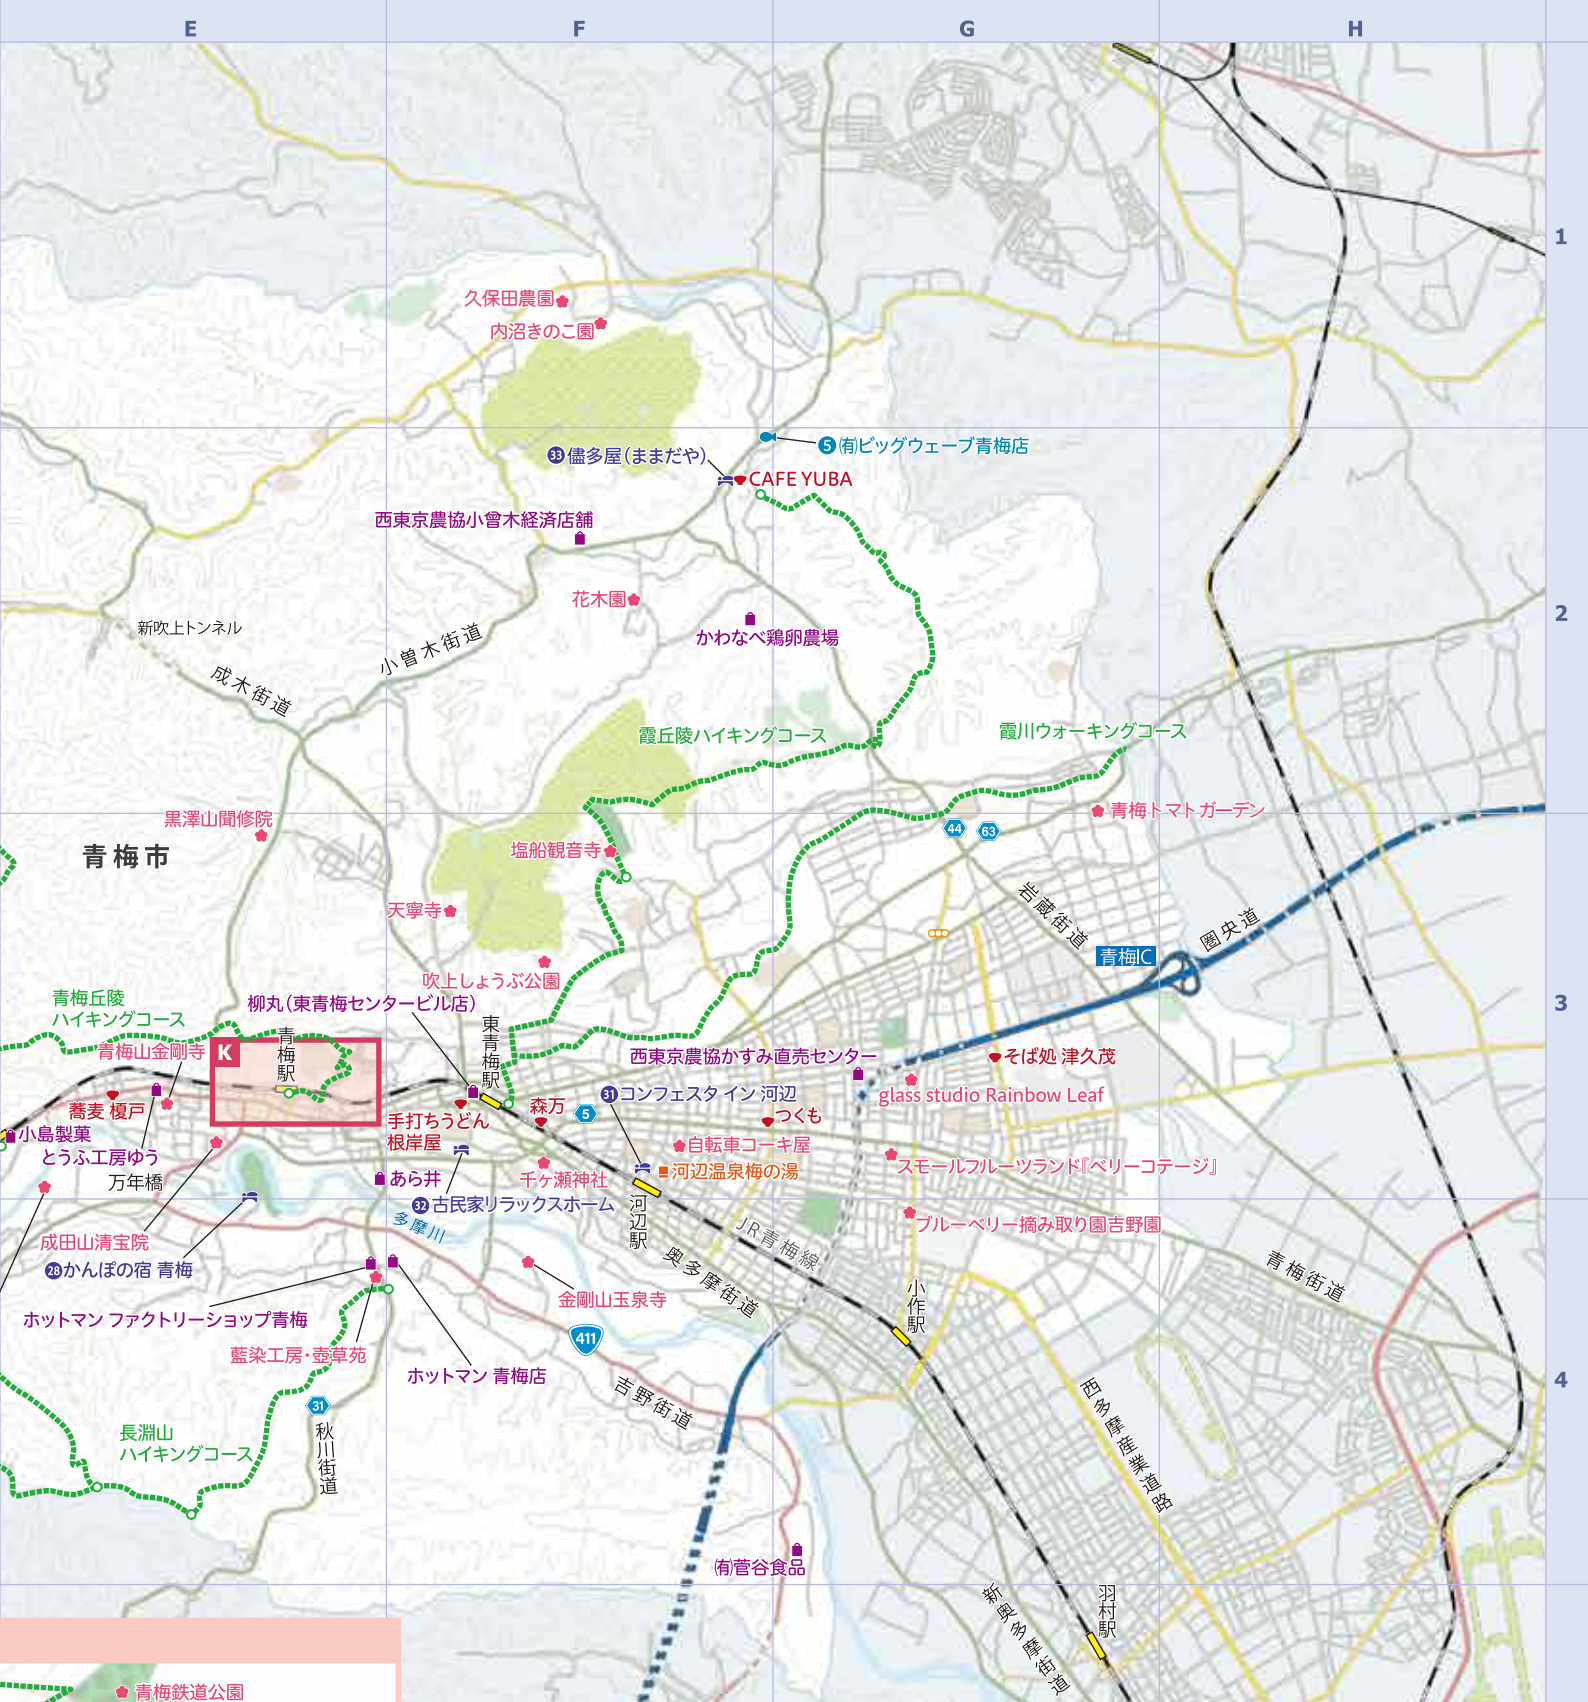 E
F
G
H
1
久保田農園
内沼きのこ園
5 ㈲ビッグウェーブ青梅店
33 儘多屋（ままだや）
CAFE YUBA
西東京農協小曾木経済店舗
花木園
2
新吹上トンネル
かわなべ鶏卵農場
小曽木街道
成木街道
霞丘陵ハイキングコース
霞川ウォーキングコース
黒澤山聞修院
青梅トマトガーデン
44
63
青梅市
塩船観音寺
天寧寺
岩蔵街道
圏央道
青梅IC
吹上しょうぶ公園
青梅丘陵
ハイキングコース
柳丸（東青梅センタービル店）
3
東青梅駅
青梅駅
K
青梅山金剛寺
西東京農協かすみ直売センター
そば処 津久茂
31 コンフェスタ イン 河辺
glass studio Rainbow Leaf
蕎麦 榎戸
手打ちうどん
根岸屋
森万
5
つくも
小島製菓
とうふ工房ゆう
自転車コーキ屋
河辺温泉梅の湯
スモールフルーツランド『ベリーコテージ』
万年橋
あら井
千ヶ瀬神社
32 古民家リラックスホーム
河辺駅
ブルーベリー摘み取り園吉野園
多摩川
成田山清宝院
28 かんぽの宿 青梅
JR青梅線
奥多摩街道
青梅街道
金剛山玉泉寺
小作駅
ホットマン ファクトリーショップ青梅
411
藍染工房・壺草苑
ホットマン 青梅店
4
吉野街道
西多摩産業道路
31
秋川街道
長淵山
ハイキングコース
㈲菅谷食品
新奥多摩街道
羽村駅
青梅鉄道公園